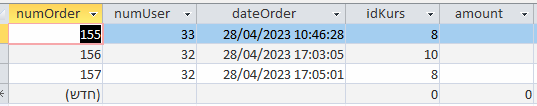 numOrder numUser dateOrder idKurs amount
155 33 28/04/2023 10:46:28 8
156 32 28/04/2023 17:03:05 10
157 32 28/04/2023 17:05:01 8
(חדש) 0 0